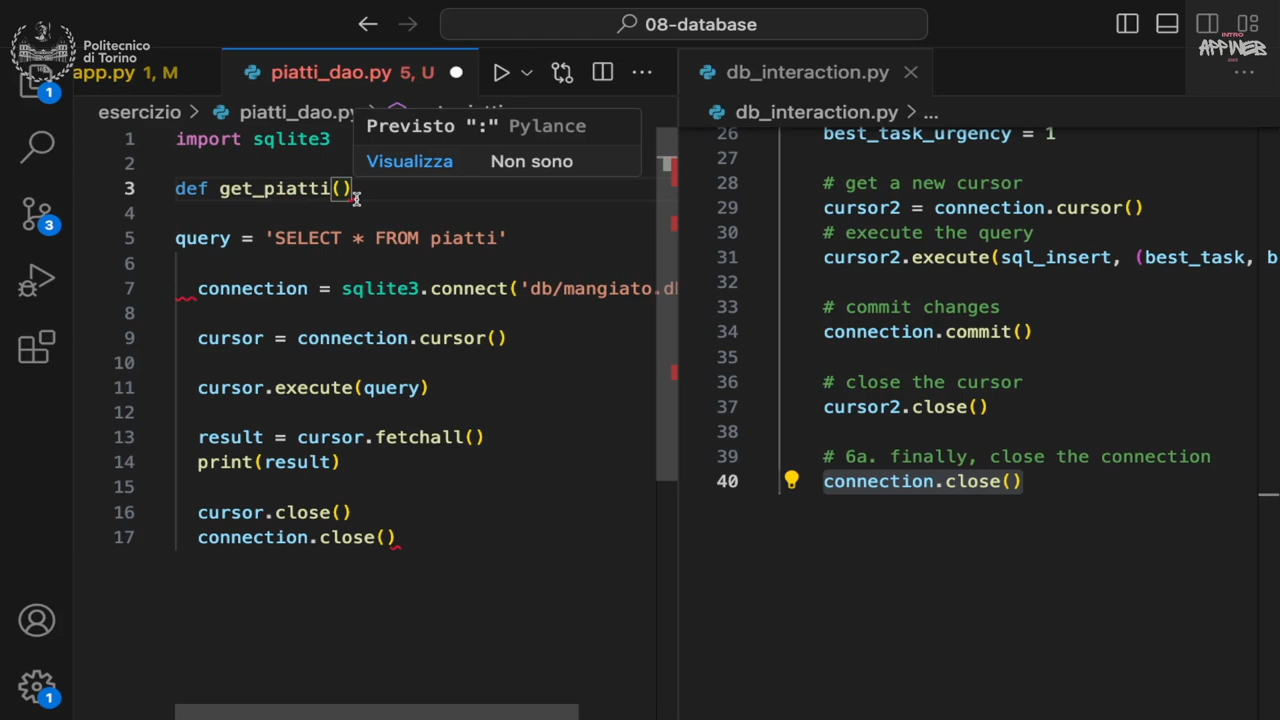 Politecnico
di Torino
08-database
INTRO
APPWEB
2023
app.py 1, M
piatti_dao.py 5, U
db_interaction.py
esercizio > piatti_dao.py
db_interaction.py > ...
Previsto ":" Pylance
Visualizza Non sono
1 import sqlite3
2
3 def get_piatti()
4
5 query = 'SELECT * FROM piatti'
6
7 connection = sqlite3.connect('db/mangiato.db
8
9 cursor = connection.cursor()
10
11 cursor.execute(query)
12
13 result = cursor.fetchall()
14 print(result)
15
16 cursor.close()
17 connection.close()
26 best_task_urgency = 1
27
28 # get a new cursor
29 cursor2 = connection.cursor()
30 # execute the query
31 cursor2.execute(sql_insert, (best_task, b
32
33 # commit changes
34 connection.commit()
35
36 # close the cursor
37 cursor2.close()
38
39 # 6a. finally, close the connection
40 connection.close()
1
3
1